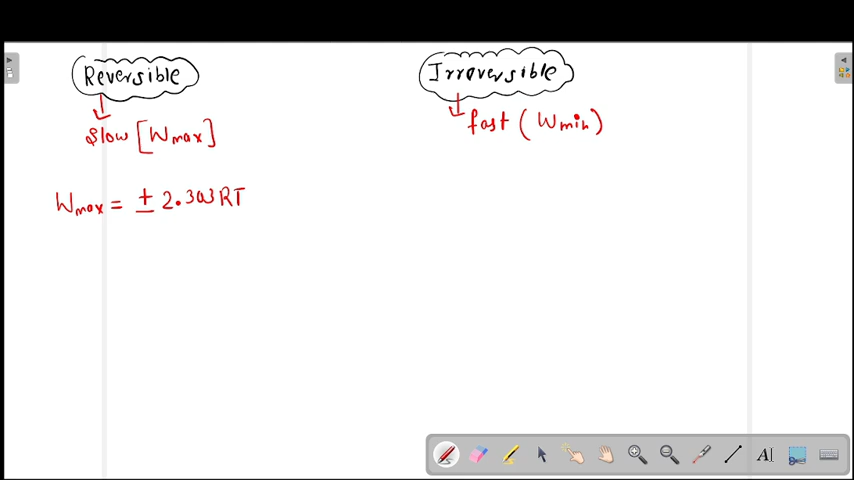 Reversible
Irreversible
slow [Wmax]
fast (Wmin)
Wmax = ± 2.303RT